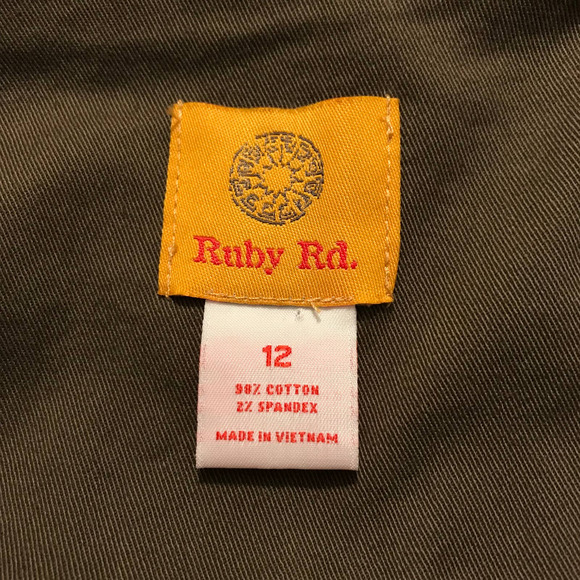 Ruby Rd.
12
98% COTTON
2% SPANDEX
MADE IN VIETNAM